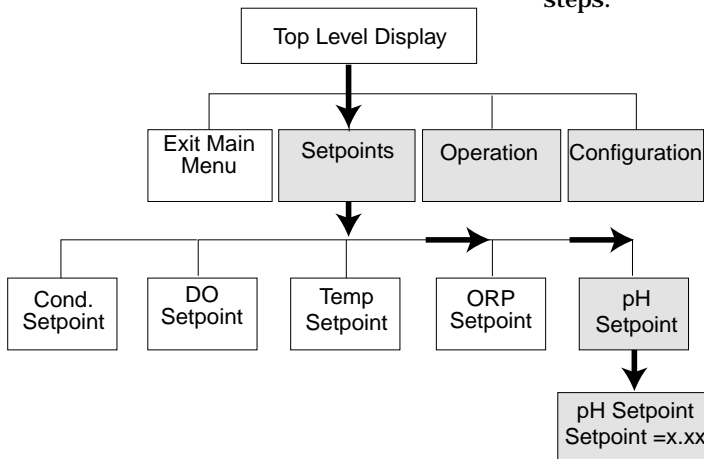 steps.
Top Level Display
Exit Main
Menu
Setpoints
Operation
Configuration
Cond.
Setpoint
DO
Setpoint
Temp
Setpoint
ORP
Setpoint
pH
Setpoint
pH Setpoint
Setpoint =x.xx